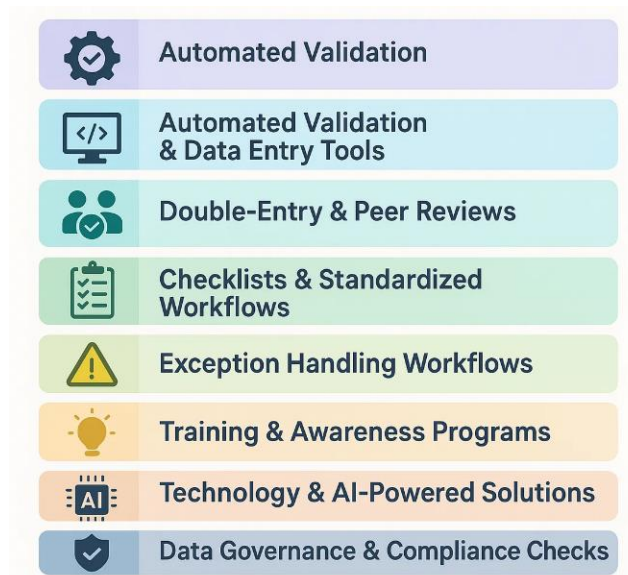 Automated Validation
</>
Automated Validation
& Data Entry Tools
Double-Entry & Peer Reviews
Checklists & Standardized
Workflows
Exception Handling Workflows
Training & Awareness Programs
AI
Technology & AI-Powered Solutions
Data Governance & Compliance Checks